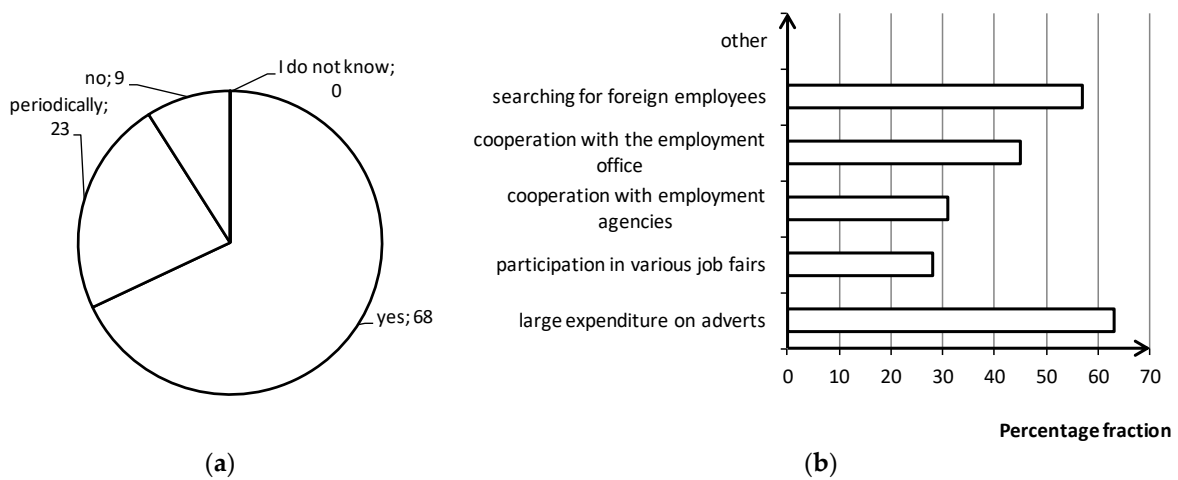 I do not know;
0
no; 9
periodically;
23
yes; 68
(a)
other
searching for foreign employees
cooperation with the employment
office
cooperation with employment
agencies
participation in various job fairs
large expenditure on adverts
0 10 20 30 40 50 60 70
Percentage fraction
(b)